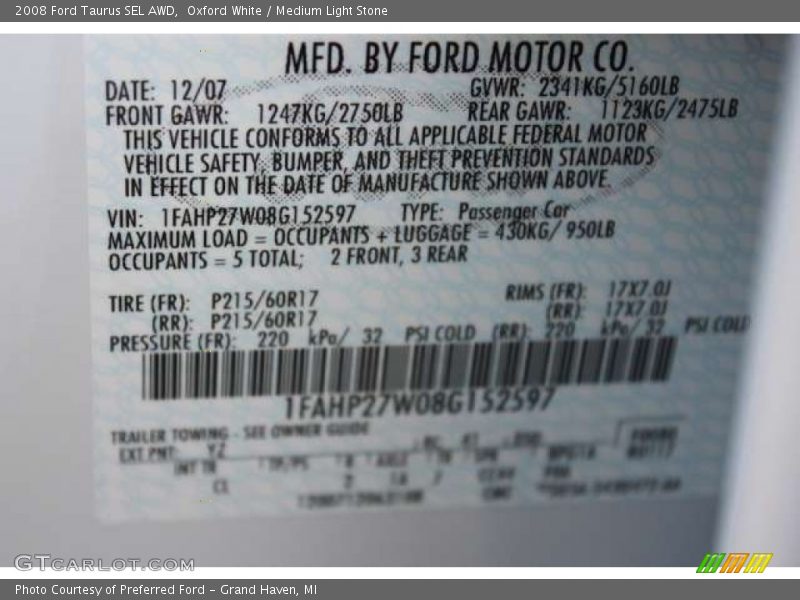 2008 Ford Taurus SEL AWD, Oxford White / Medium Light Stone
MFD. BY FORD MOTOR CO.
DATE: 12/07 GVWR: 2341KG/5160LB
FRONT GAWR: 1247KG/2750LB REAR GAWR: 1123KG/2475LB
THIS VEHICLE CONFORMS TO ALL APPLICABLE FEDERAL MOTOR
VEHICLE SAFETY, BUMPER, AND THEFT PREVENTION STANDARDS
IN EFFECT ON THE DATE OF MANUFACTURE SHOWN ABOVE.
VIN: 1FAHP27W08G152597 TYPE: Passenger Car
MAXIMUM LOAD = OCCUPANTS + LUGGAGE = 430KG/ 950LB
OCCUPANTS = 5 TOTAL; 2 FRONT, 3 REAR
TIRE (FR): P215/60R17 RIMS (FR): 17X7.0J
(RR): P215/60R17 (RR): 17X7.0J
PRESSURE (FR): 220 kPa/ 32 PSI COLD (RR): 220 kPa/ 32 PSI COLD
1FAHP27W08G152597
TRAILER TOWING - SEE OWNER GUIDE
EXT PNT: YZ
INT TR
CL
GTCARLOT.COM
Photo Courtesy of Preferred Ford – Grand Haven, MI